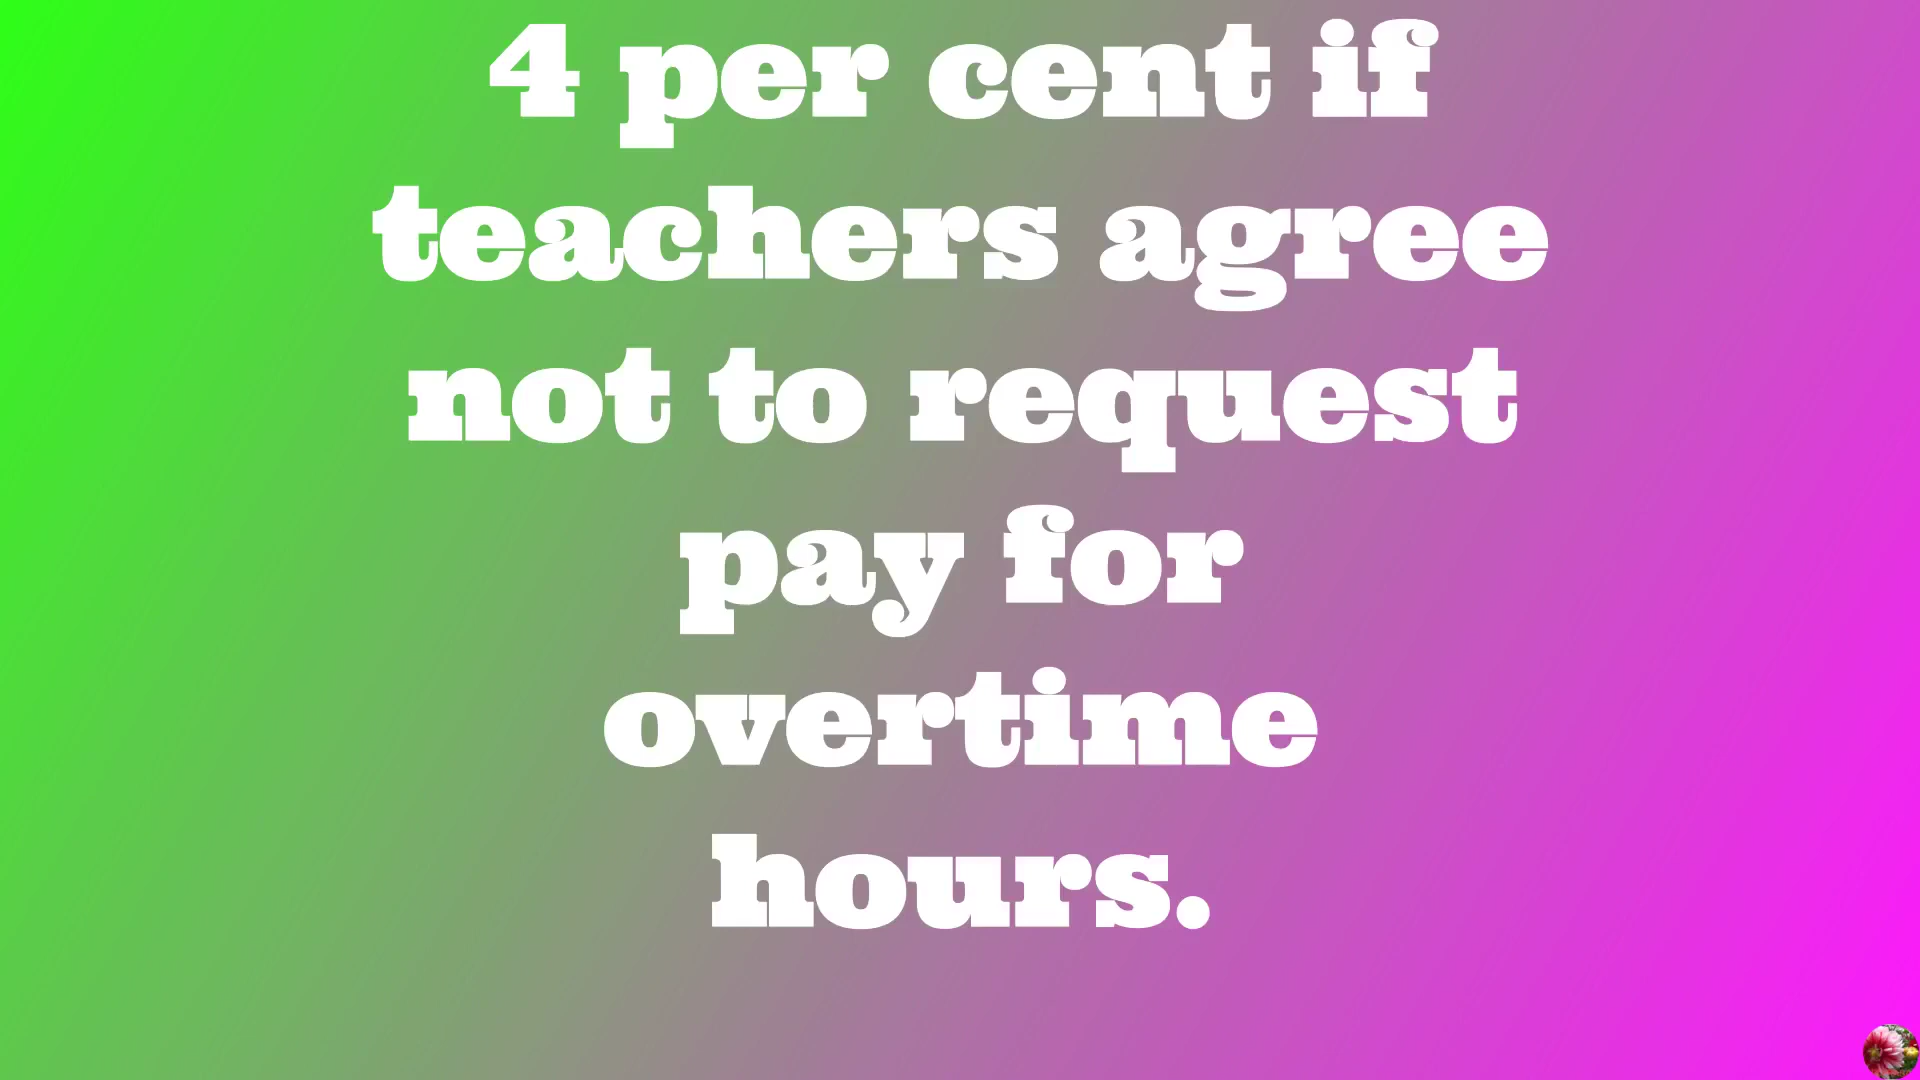 4 per cent if
teachers agree
not to request
pay for
overtime
hours.